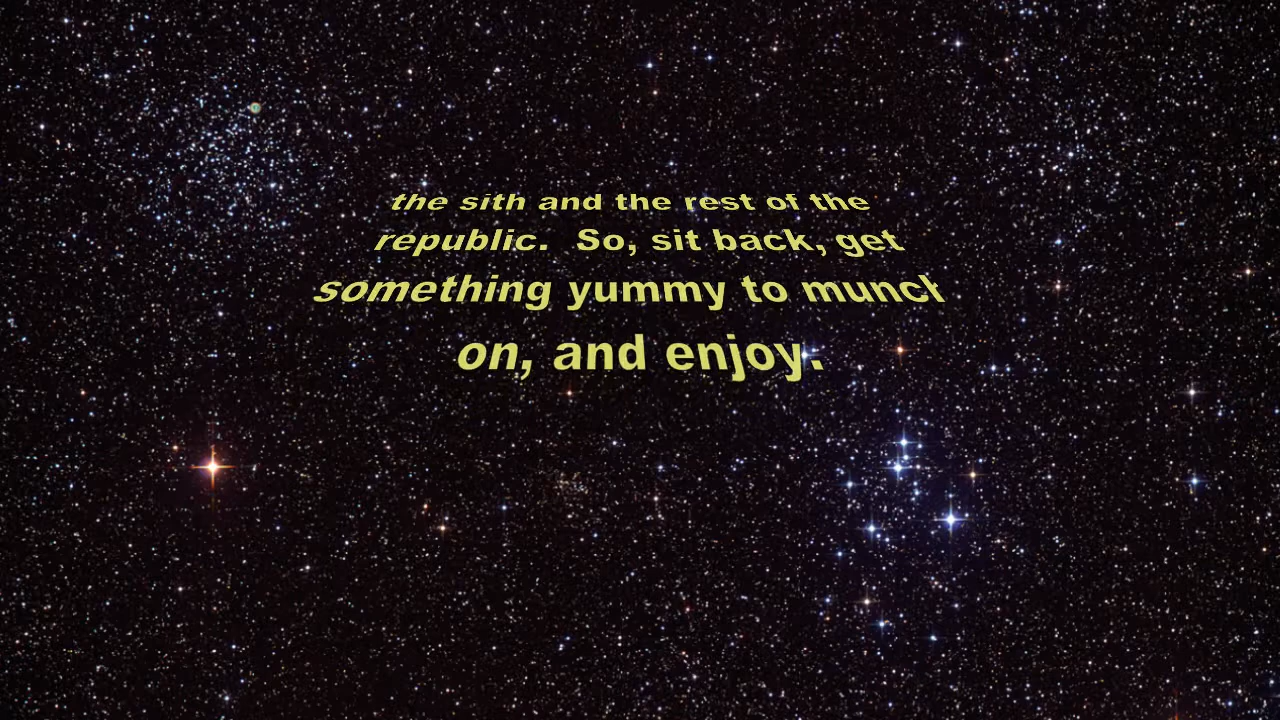 the sith and the rest of the
republic. So, sit back, get
something yummy to munch
on, and enjoy.